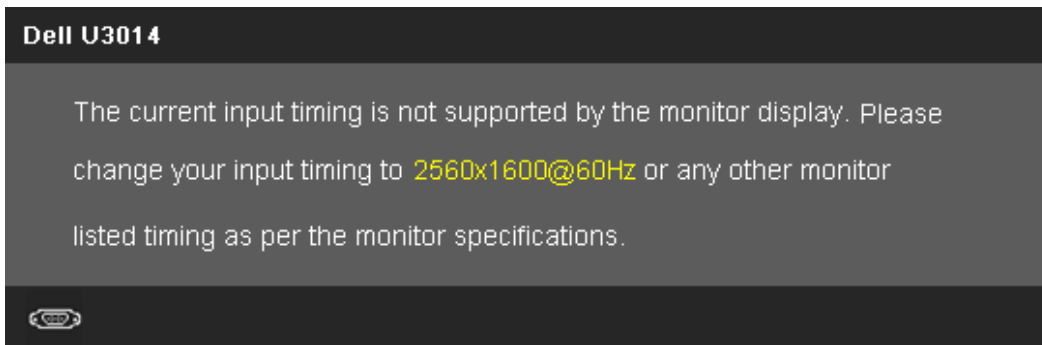 Dell U3014
The current input timing is not supported by the monitor display. Please
change your input timing to 2560x1600@60Hz or any other monitor
listed timing as per the monitor specifications.